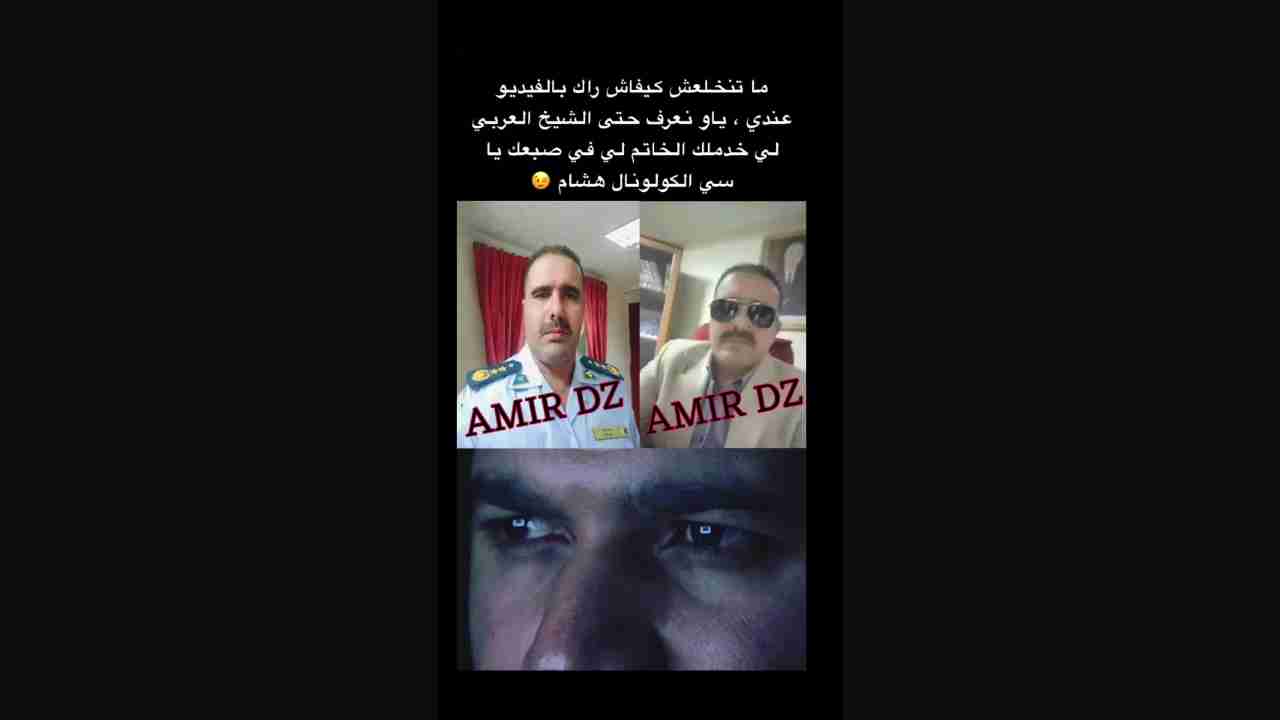 ما تنخلعش كيفاش راك بالفيديو
عندي ، ياو نعرف حتى الشيخ العربي
لي خدملك الخاتم لي في صبعك يا
سي الكولونال هشام 😉
AMIR DZ
AMIR DZ